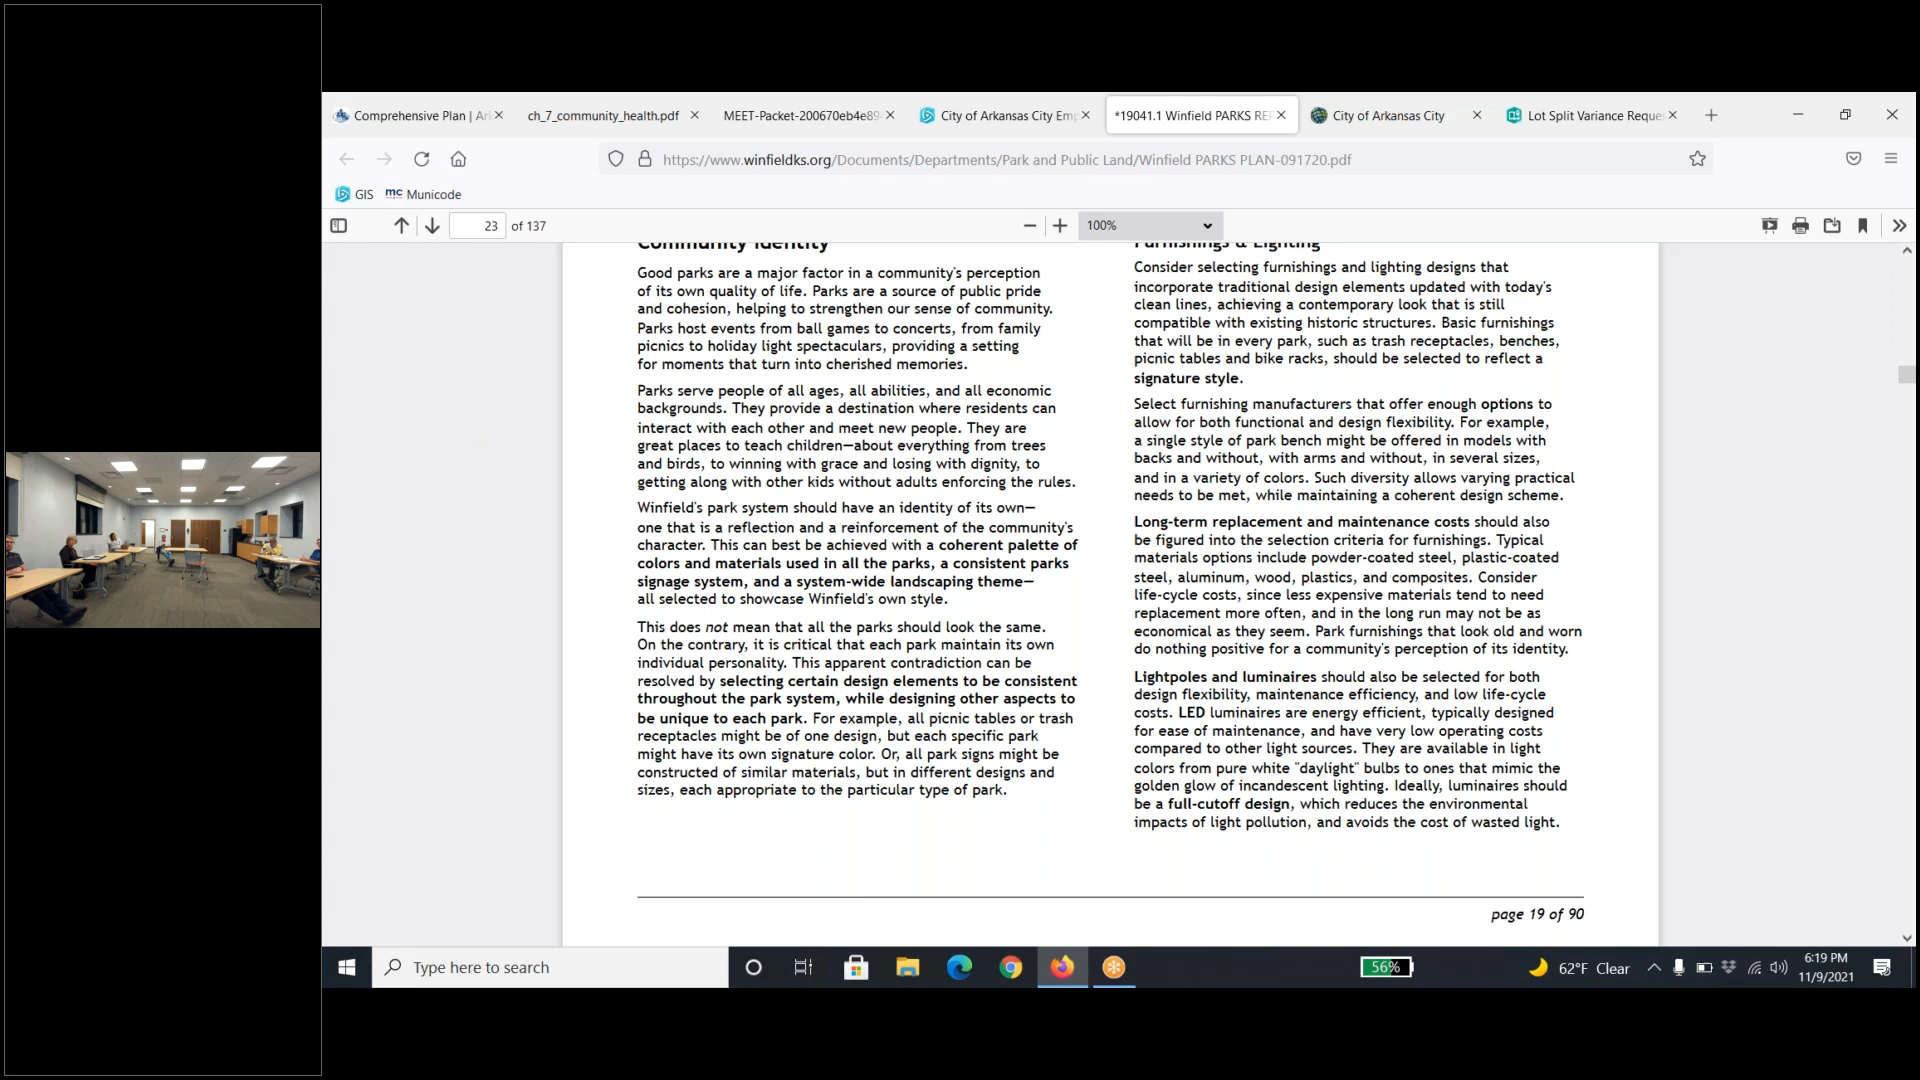 Comprehensive Plan | Ar
ch_7_community_health.pdf
MEET-Packet-200670eb4e89
City of Arkansas City Emp
*19041.1 Winfield PARKS REP
City of Arkansas City
Lot Split Variance Reques
https://www.winfieldks.org/Documents/Departments/Park and Public Land/Winfield PARKS PLAN-091720.pdf
GIS
mc Municode
23 of 137
100%
Community Identity
Good parks are a major factor in a community's perception
of its own quality of life. Parks are a source of public pride
and cohesion, helping to strengthen our sense of community.
Parks host events from ball games to concerts, from family
picnics to holiday light spectaculars, providing a setting
for moments that turn into cherished memories.
Parks serve people of all ages, all abilities, and all economic
backgrounds. They provide a destination where residents can
interact with each other and meet new people. They are
great places to teach children—about everything from trees
and birds, to winning with grace and losing with dignity, to
getting along with other kids without adults enforcing the rules.
Winfield's park system should have an identity of its own—
one that is a reflection and a reinforcement of the community's
character. This can best be achieved with a coherent palette of
colors and materials used in all the parks, a consistent parks
signage system, and a system-wide landscaping theme—
all selected to showcase Winfield's own style.
This does not mean that all the parks should look the same.
On the contrary, it is critical that each park maintain its own
individual personality. This apparent contradiction can be
resolved by selecting certain design elements to be consistent
throughout the park system, while designing other aspects to
be unique to each park. For example, all picnic tables or trash
receptacles might be of one design, but each specific park
might have its own signature color. Or, all park signs might be
constructed of similar materials, but in different designs and
sizes, each appropriate to the particular type of park.
Furnishings & Lighting
Consider selecting furnishings and lighting designs that
incorporate traditional design elements updated with today's
clean lines, achieving a contemporary look that is still
compatible with existing historic structures. Basic furnishings
that will be in every park, such as trash receptacles, benches,
picnic tables and bike racks, should be selected to reflect a
signature style.
Select furnishing manufacturers that offer enough options to
allow for both functional and design flexibility. For example,
a single style of park bench might be offered in models with
backs and without, with arms and without, in several sizes,
and in a variety of colors. Such diversity allows varying practical
needs to be met, while maintaining a coherent design scheme.
Long-term replacement and maintenance costs should also
be figured into the selection criteria for furnishings. Typical
materials options include powder-coated steel, plastic-coated
steel, aluminum, wood, plastics, and composites. Consider
life-cycle costs, since less expensive materials tend to need
replacement more often, and in the long run may not be as
economical as they seem. Park furnishings that look old and worn
do nothing positive for a community's perception of its identity.
Lightpoles and luminaires should also be selected for both
design flexibility, maintenance efficiency, and low life-cycle
costs. LED luminaires are energy efficient, typically designed
for ease of maintenance, and have very low operating costs
compared to other light sources. They are available in light
colors from pure white "daylight" bulbs to ones that mimic the
golden glow of incandescent lighting. Ideally, luminaires should
be a full-cutoff design, which reduces the environmental
impacts of light pollution, and avoids the cost of wasted light.
page 19 of 90
Type here to search
56%
62°F Clear
6:19 PM
11/9/2021